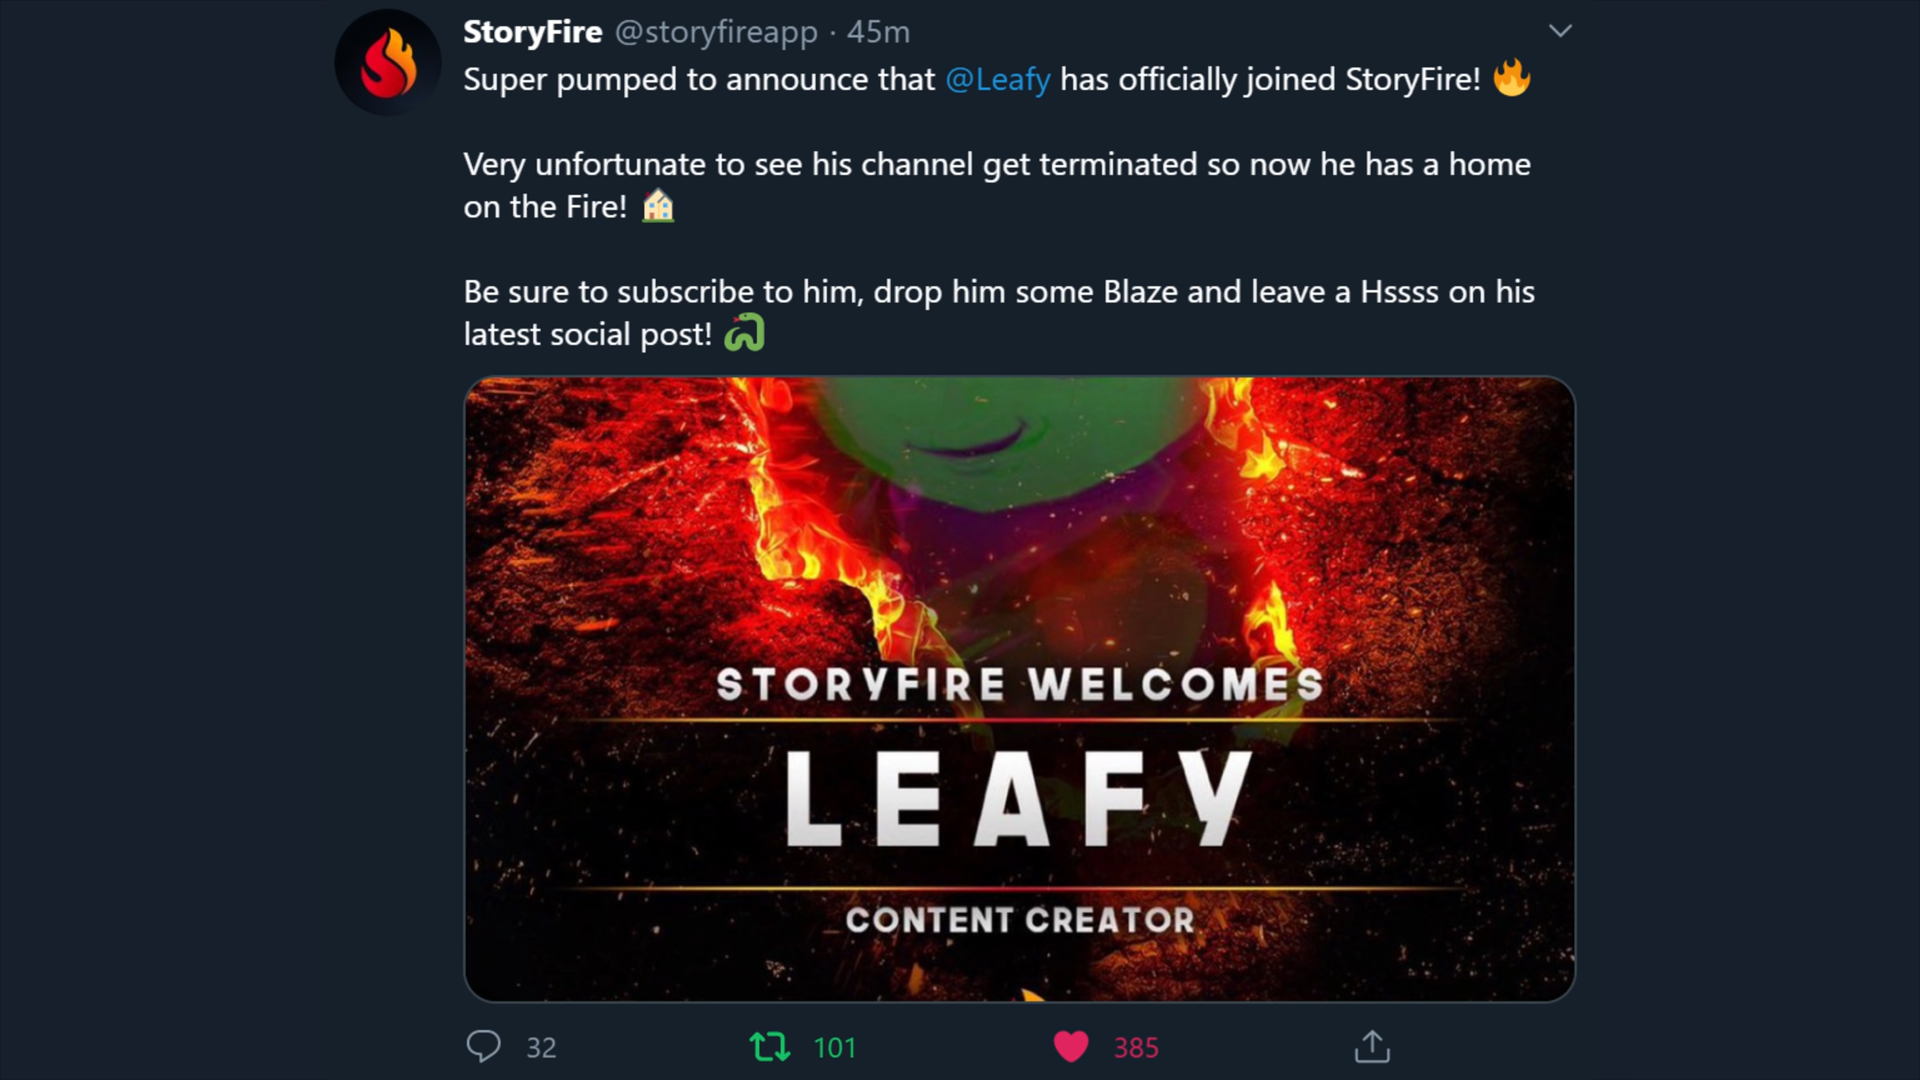 StoryFire @storyfireapp · 45m
Super pumped to announce that @Leafy has officially joined StoryFire! 🔥
Very unfortunate to see his channel get terminated so now he has a home
on the Fire! 🏠
Be sure to subscribe to him, drop him some Blaze and leave a Hssss on his
latest social post! 🐍
STORYFIRE WELCOMES
LEAFY
CONTENT CREATOR
32 101 385